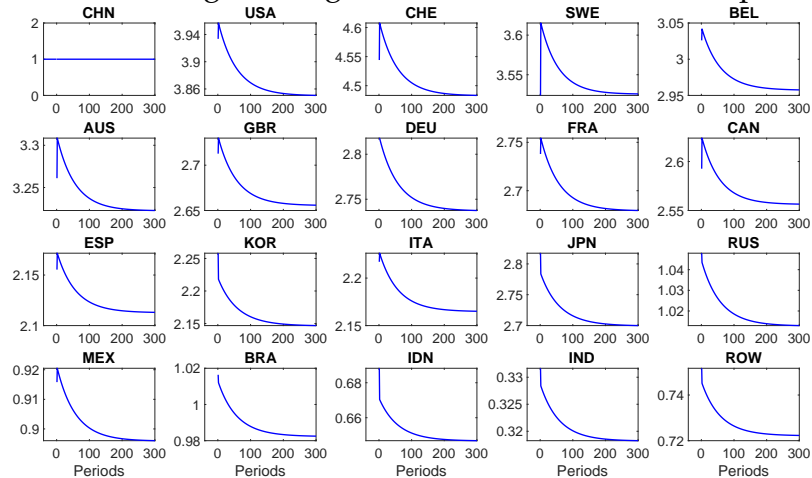 CHN USA CHE SWE BEL
2 3.94 4.6 3.6 3.05
1 3.9 4.55 3.55 3
0 3.86 4.5 2.95
0 100 200 300 0 100 200 300 0 100 200 300 0 100 200 300 0 100 200 300
AUS GBR DEU FRA CAN
3.3 2.7 2.8 2.75 2.6
3.25 2.65 2.75 2.7 2.55
0 100 200 300 0 100 200 300 0 100 200 300 0 100 200 300 0 100 200 300
ESP KOR ITA JPN RUS
2.15 2.25 2.2 2.8 1.04
2.1 2.2 2.15 2.75 1.03
2.15 2.7 1.02
0 100 200 300 0 100 200 300 0 100 200 300 0 100 200 300 0 100 200 300
MEX BRA IDN IND ROW
0.92 1.02 0.68 0.33 0.74
0.91 1 0.66 0.325 0.72
0.9 0.98 0.32
0 100 200 300 0 100 200 300 0 100 200 300 0 100 200 300 0 100 200 300
Periods Periods Periods Periods Periods